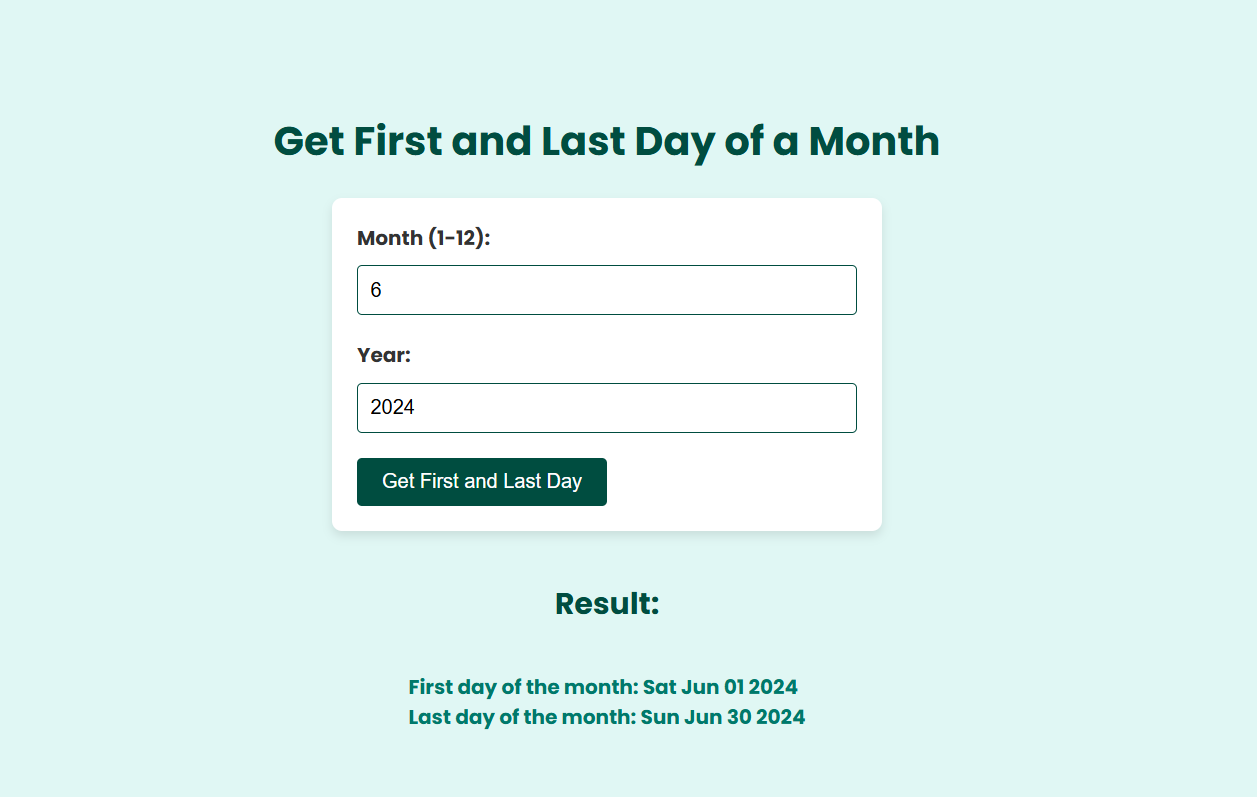 Get First and Last Day of a Month
Month (1-12):
6
Year:
2024
Get First and Last Day
Result:
First day of the month: Sat Jun 01 2024
Last day of the month: Sun Jun 30 2024